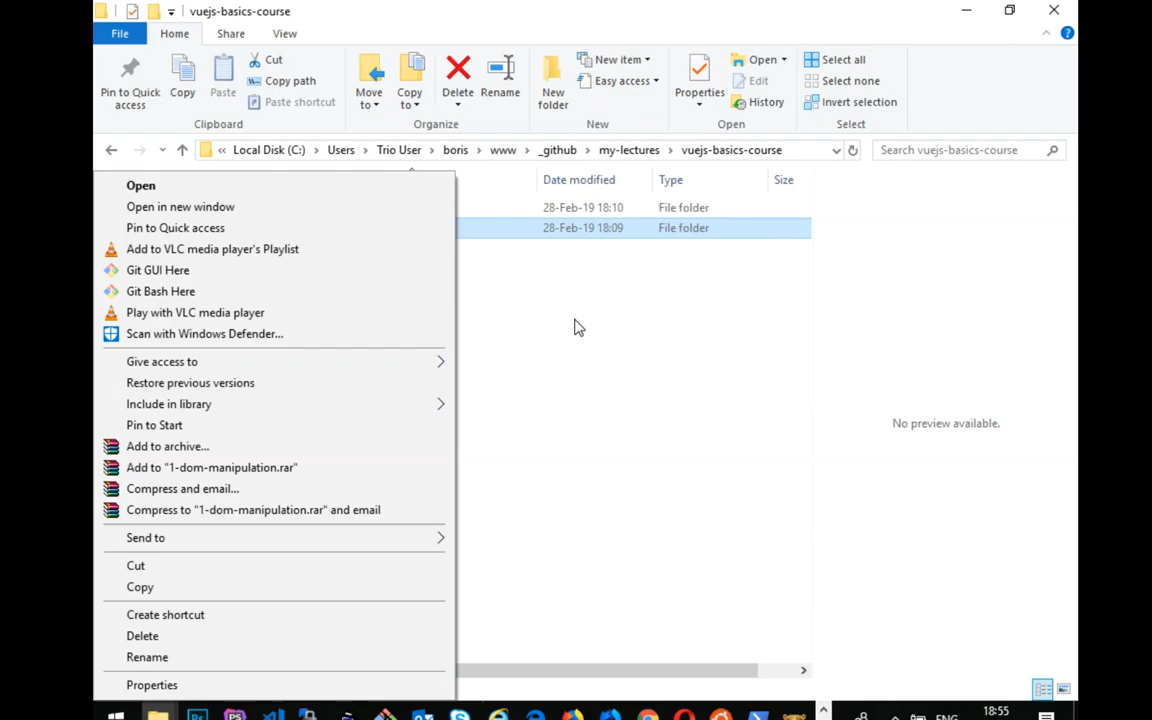 vuejs-basics-course
File Home Share View
Pin to Quick access
Copy
Paste
Cut
Copy path
Paste shortcut
Clipboard
Move to
Copy to
Delete
Rename
Organize
New folder
New item
Easy access
New
Properties
Open
Edit
History
Open
Select all
Select none
Invert selection
Select
« Local Disk (C:) Users Trio User boris www _github my-lectures vuejs-basics-course
Search vuejs-basics-course
Date modified Type Size
28-Feb-19 18:10 File folder
28-Feb-19 18:09 File folder
Open
Open in new window
Pin to Quick access
Add to VLC media player's Playlist
Git GUI Here
Git Bash Here
Play with VLC media player
Scan with Windows Defender...
Give access to
Restore previous versions
Include in library
Pin to Start
Add to archive...
Add to "1-dom-manipulation.rar"
Compress and email...
Compress to "1-dom-manipulation.rar" and email
Send to
Cut
Copy
Create shortcut
Delete
Rename
Properties
No preview available.
Ps
ENG
18:55